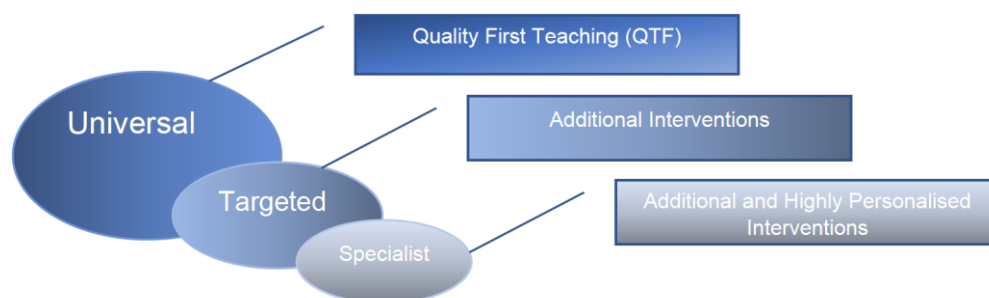 Quality First Teaching (QTF)
Universal
Additional Interventions
Targeted
Additional and Highly Personalised
Interventions
Specialist